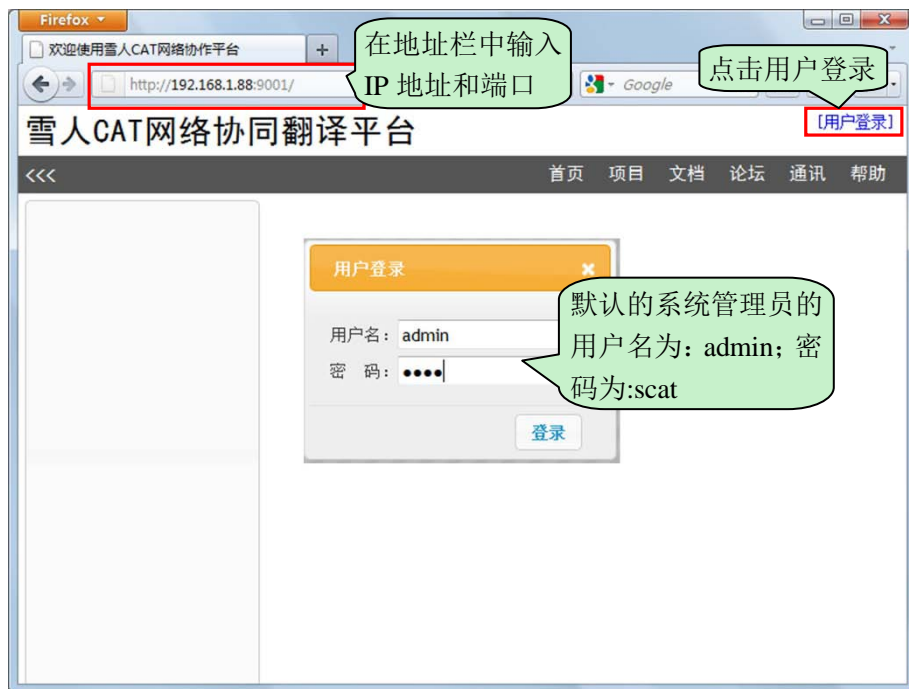 Firefox
欢迎使用雪人CAT网络协作平台
在地址栏中输入
IP 地址和端口
http://192.168.1.88:9001/
Google
点击用户登录
雪人CAT网络协同翻译平台
[用户登录]
<<<
首页 项目 文档 论坛 通讯 帮助
用户登录
默认的系统管理员的
用户名为：admin；密
码为:scat
用户名: admin
密 码: ••••
登录